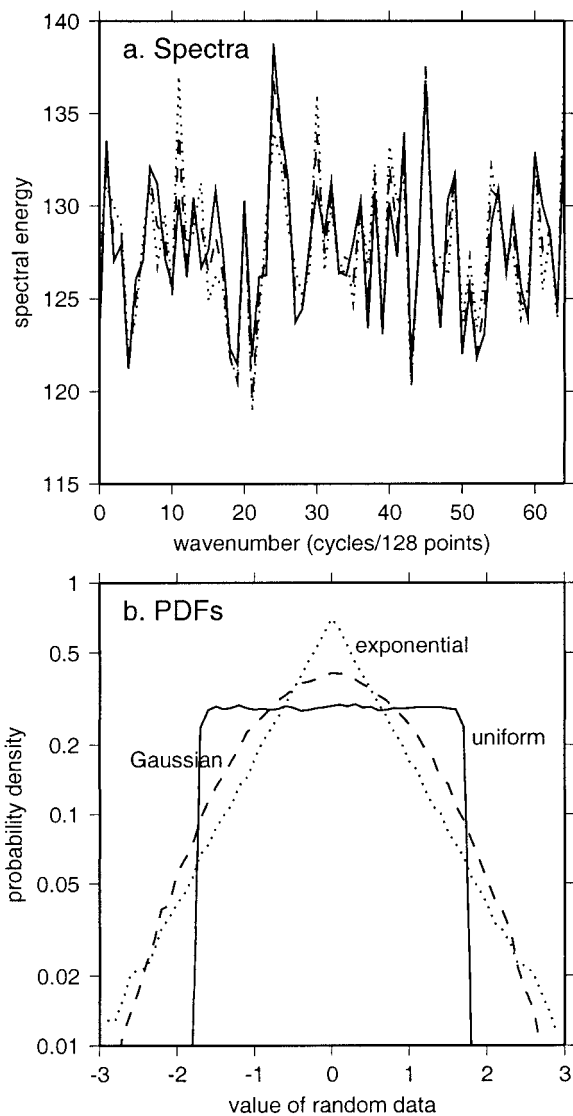 a. Spectra
140
135
130
125
120
115
spectral energy
0 10 20 30 40 50 60
wavenumber (cycles/128 points)
b. PDFs
1
0.5
0.2
0.1
0.05
0.02
0.01
probability density
exponential
uniform
Gaussian
-3 -2 -1 0 1 2 3
value of random data